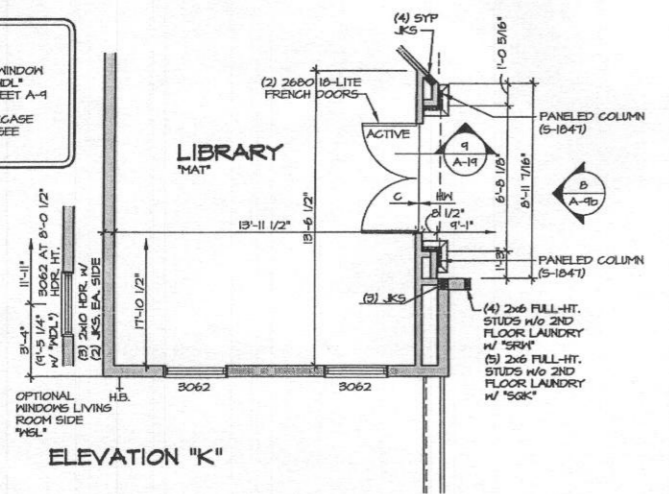 WINDOW
"WDL"
SHEET A-9
CASE
SEE
(4) SYP
JKS
1'-0 5/16"
(2) 2680 18-LITE
FRENCH DOORS
ACTIVE
PANELED COLUMN
(S-1847)
LIBRARY
"MAT"
9
A-19
8
A-9b
6'-8 1/8"
8'-11 7/16"
C
HW
8 1/2"
9'-1"
13'-11 1/2"
13'-6 1/2"
17'-10 1/2"
1'-3"
PANELED COLUMN
(S-1847)
(3) JKS
(4) 2x6 FULL-HT.
STUDS w/o 2ND
FLOOR LAUNDRY
W/ "SRW"
(5) 2x6 FULL-HT.
STUDS w/o 2ND
FLOOR LAUNDRY
W/ "SGK"
11'-11"
3'-4"
(9'-5 1/4"
W/ "WDL")
3062 AT 8'-0 1/2"
HDR. HT.
(3) 2x10 HDR. W/
(2) JKS. EA. SIDE
3062
3062
H.B.
OPTIONAL
WINDOWS LIVING
ROOM SIDE
"WSL"
ELEVATION "K"